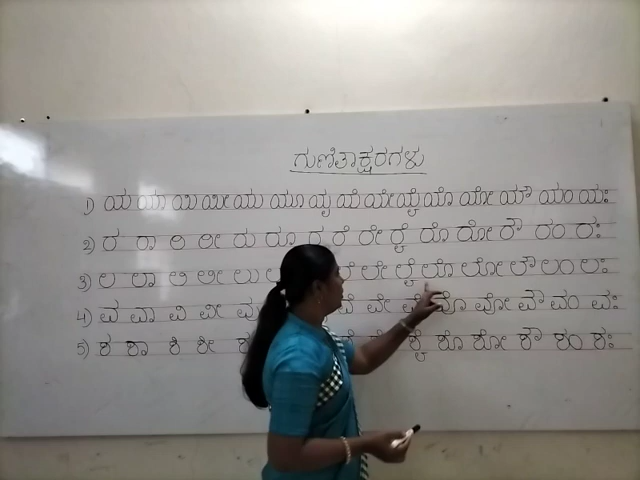 ಗುಣಿತಾಕ್ಷರಗಳು
1) ಯ ಯಾ ಯಿ ಯೀ ಯು ಯೂ ಯೃ ಯೆ ಯೇ ಯೈ ಯೊ ಯೋ ಯೌ ಯಂ ಯಃ
2) ರ ರಾ ರಿ ರೀ ರು ರೂ ರೆ ರೇ ರೈ ರೊ ರೋ ರೌ ರಂ ರಃ
3) ಲ ಲಾ ಲಿ ಲೀ ಲು ಲೇ ಲೈ ಲೊ ಲೋ ಲೌ ಲಂ ಲಃ
4) ವ ವಾ ವಿ ವೀ ವೆ ವೇ ವೊ ವೋ ವೌ ವಂ ವಃ
5) ಶ ಶಾ ಶಿ ಶೀ ಶೈ ಶೊ ಶೋ ಶೌ ಶಂ ಶಃ